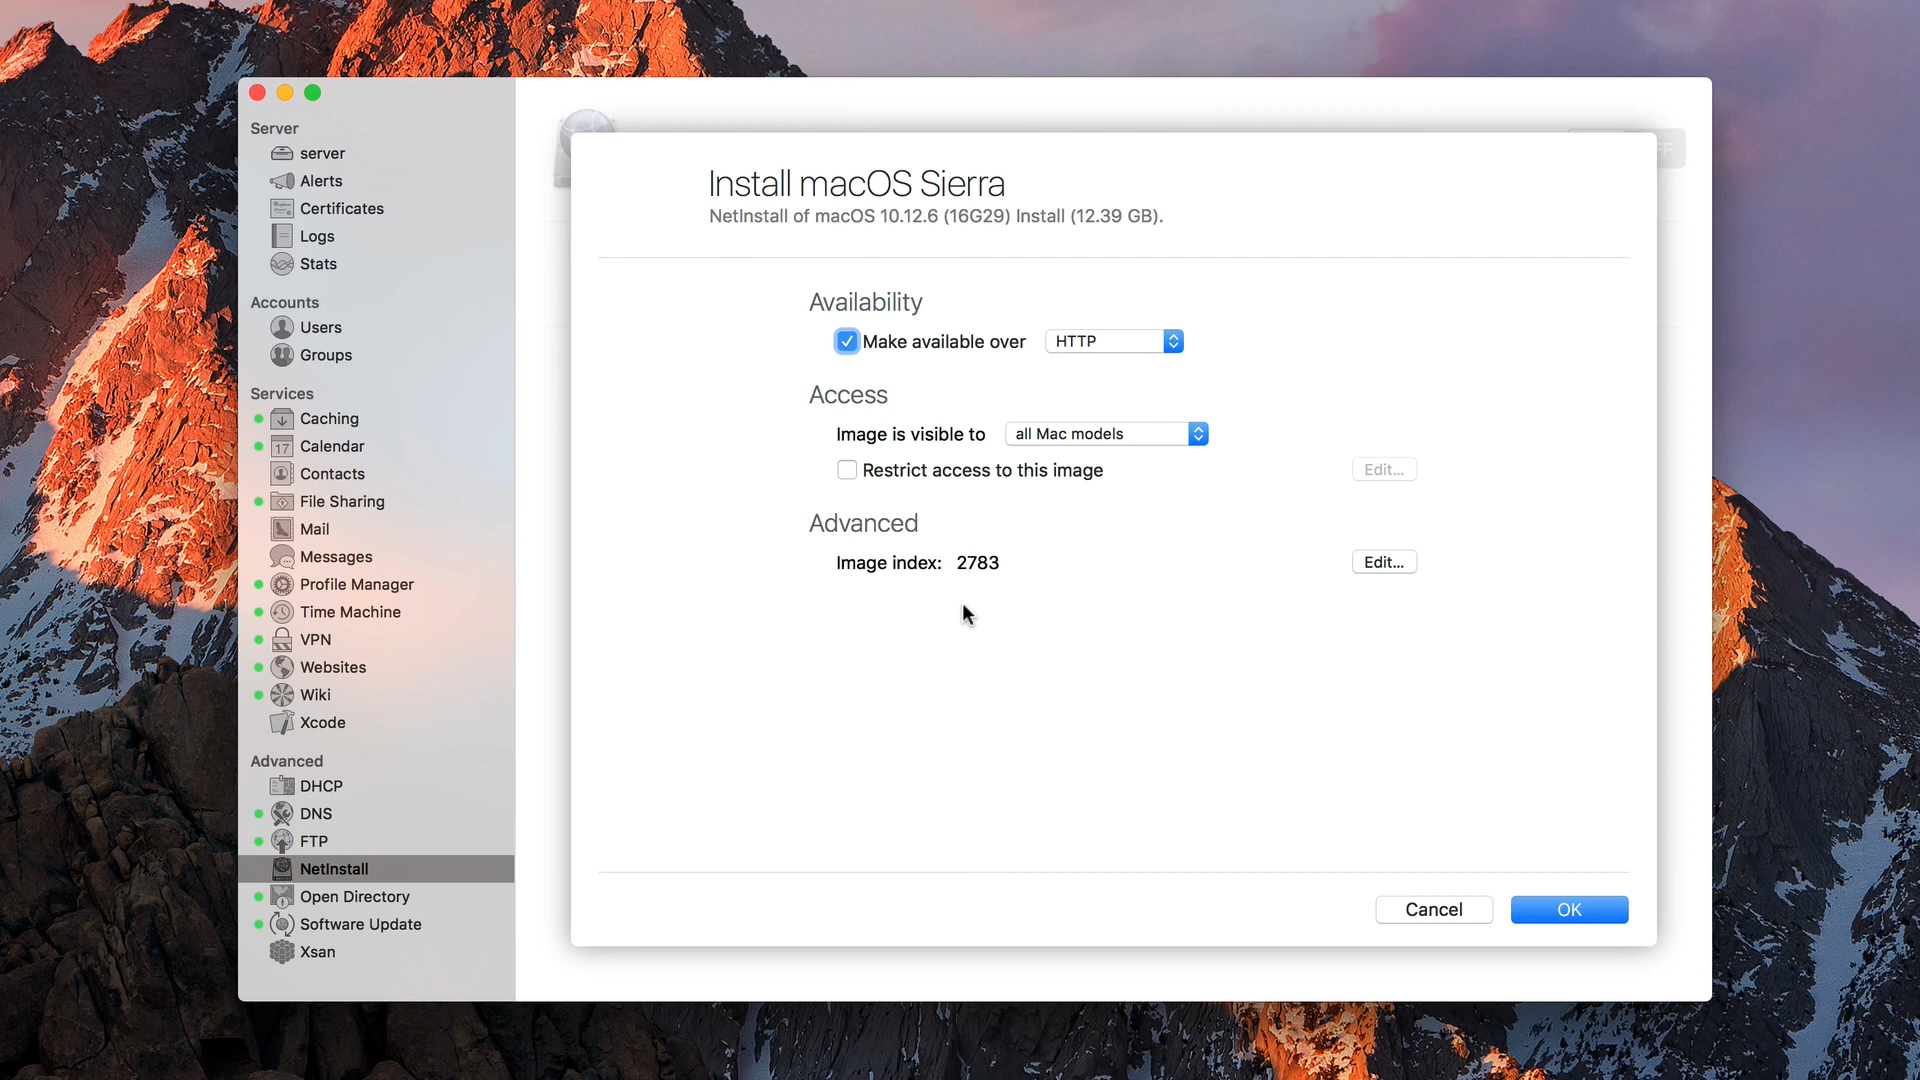 Server
server
Alerts
Certificates
Logs
Stats
Accounts
Users
Groups
Services
Caching
17
Calendar
Contacts
File Sharing
Mail
Messages
Profile Manager
Time Machine
VPN
Websites
Wiki
Xcode
Advanced
DHCP
DNS
FTP
NetInstall
Open Directory
Software Update
Xsan
Install macOS Sierra
NetInstall of macOS 10.12.6 (16G29) Install (12.39 GB).
Availability
Make available over HTTP
Access
Image is visible to all Mac models
Restrict access to this image Edit...
Advanced
Image index: 2783 Edit...
Cancel OK